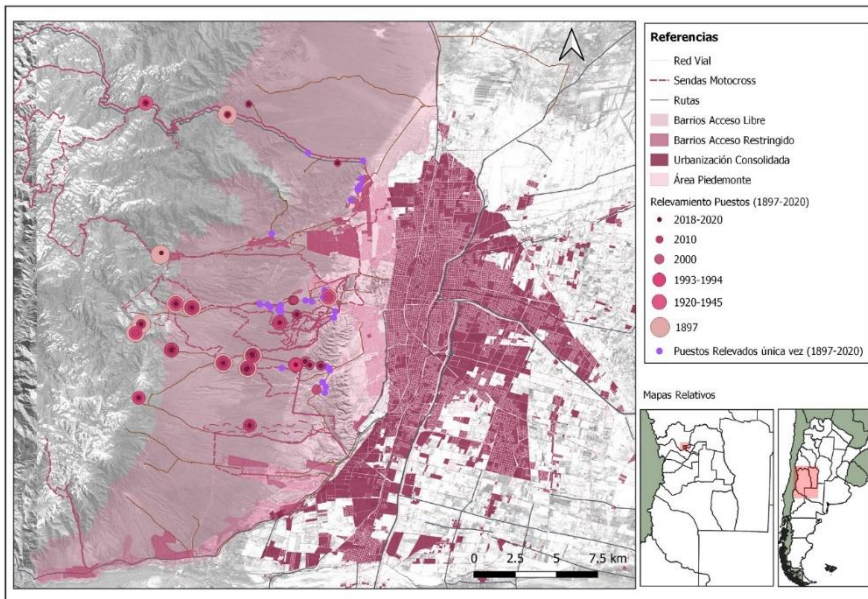 Referencias
Red Vial
Sendas Motocross
Rutas
Barrios Acceso Libre
Barrios Acceso Restringido
Urbanización Consolidada
Área Piedemonte
Relevamiento Puestos (1897-2020)
2018-2020
2010
2000
1993-1994
1920-1945
1897
Puestos Relevados única vez (1897-2020)
Mapas Relativos
0 2.5 5 7.5 km